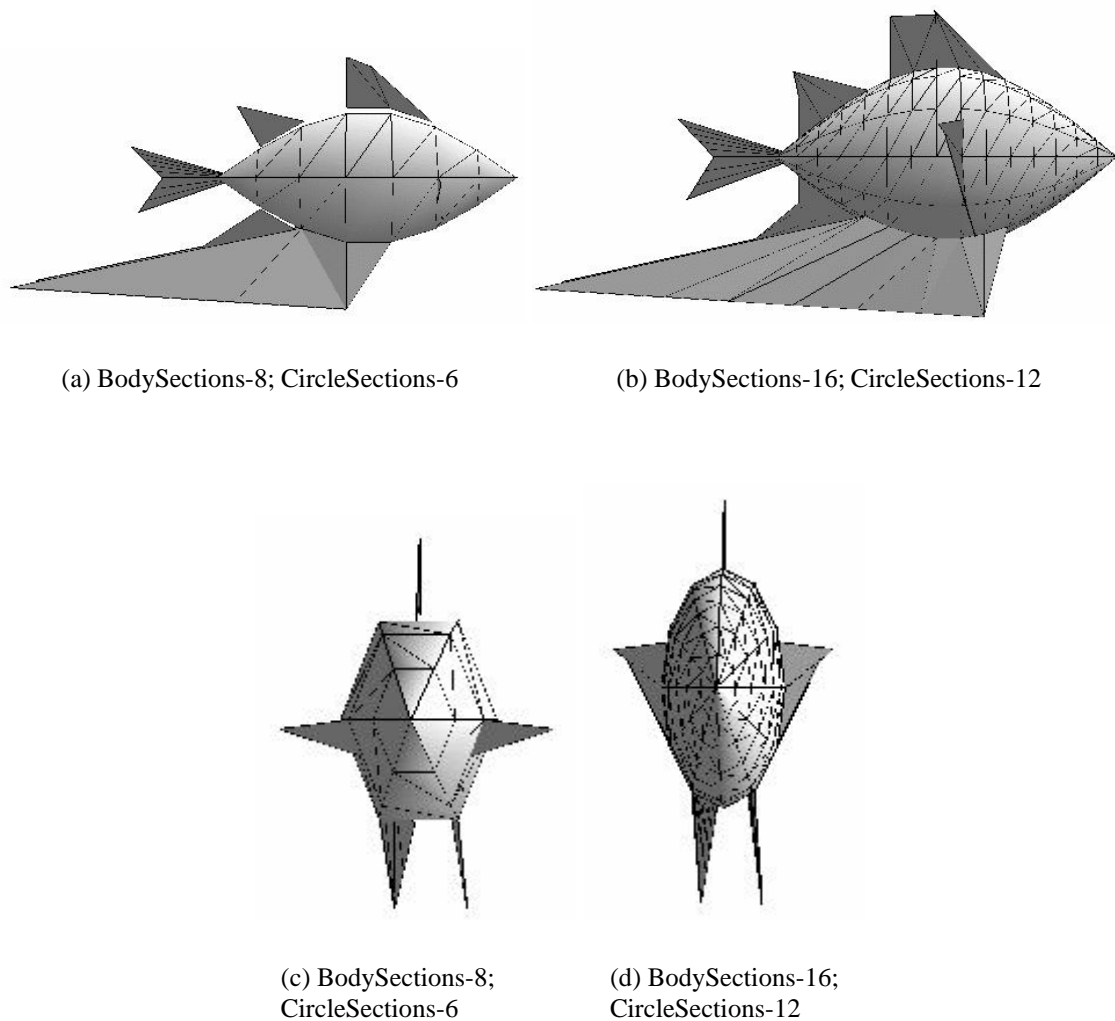 (a) BodySections-8; CircleSections-6
(b) BodySections-16; CircleSections-12
(c) BodySections-8;
CircleSections-6
(d) BodySections-16;
CircleSections-12